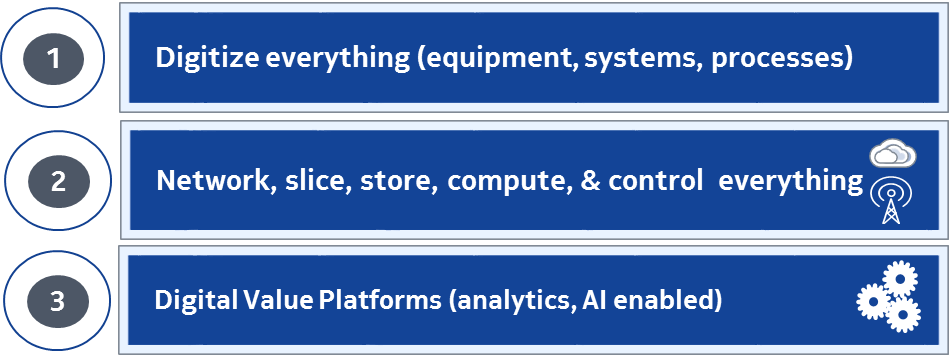 1
Digitize everything (equipment, systems, processes)
2
Network, slice, store, compute, & control everything
3
Digital Value Platforms (analytics, AI enabled)